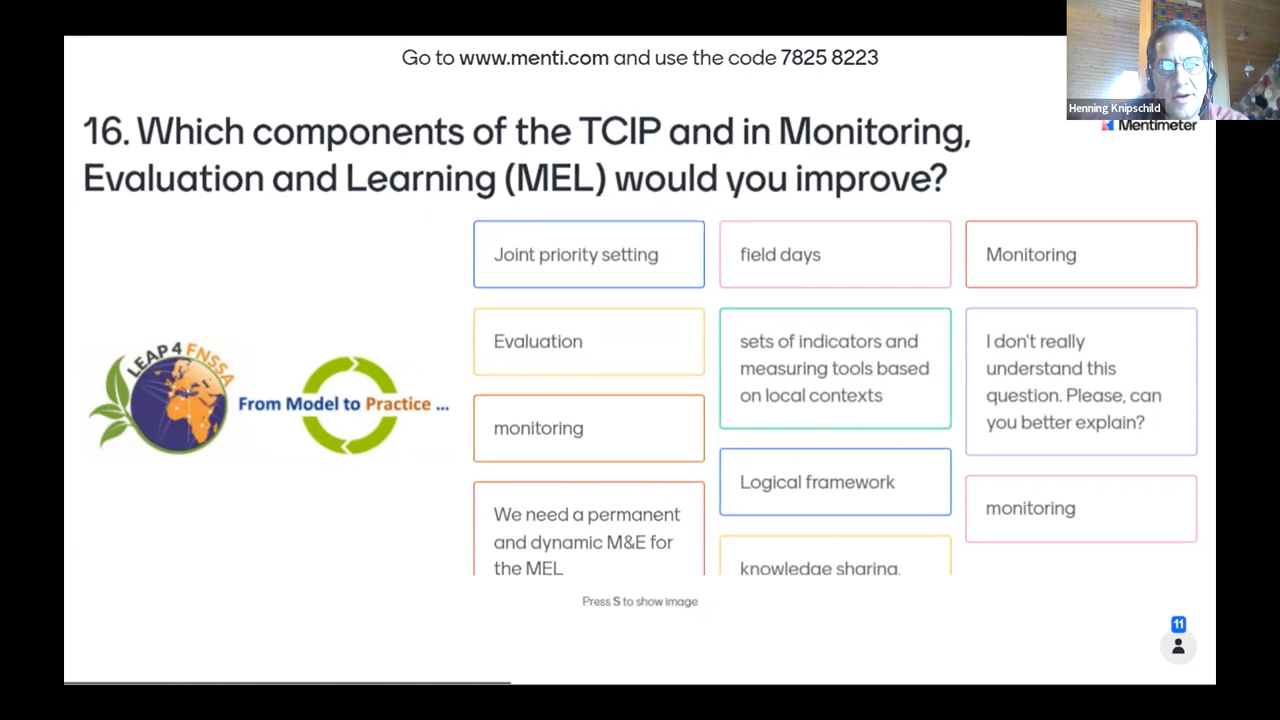 Go to www.menti.com and use the code 7825 8223
Henning Knipschild
Mentimeter
16. Which components of the TCIP and in Monitoring,
Evaluation and Learning (MEL) would you improve?
LEAP 4 FNSSA
From Model to Practice ...
Joint priority setting
Evaluation
monitoring
We need a permanent
and dynamic M&E for
the MEL
field days
sets of indicators and
measuring tools based
on local contexts
Logical framework
knowledge sharing,
Monitoring
I don't really
understand this
question. Please, can
you better explain?
monitoring
Press S to show image
11